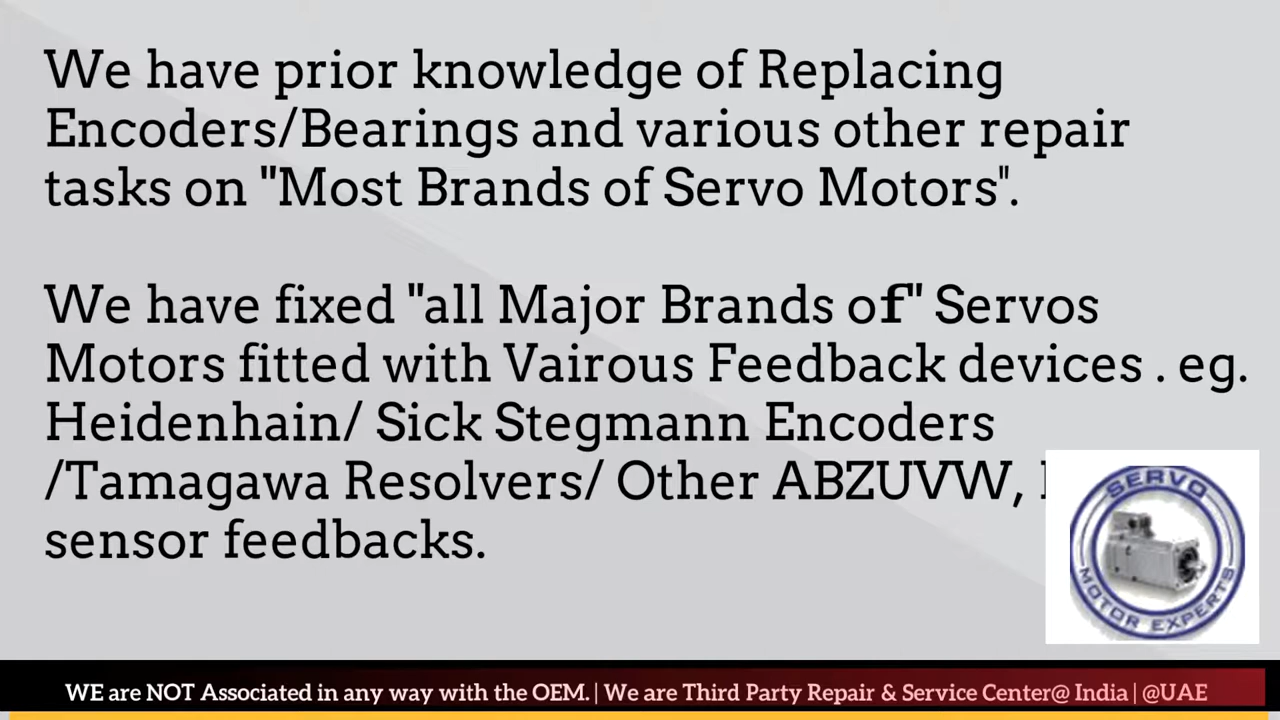 We have prior knowledge of Replacing
Encoders/Bearings and various other repair
tasks on "Most Brands of Servo Motors".
We have fixed "all Major Brands of" Servos
Motors fitted with Vairous Feedback devices . eg.
Heidenhain/ Sick Stegmann Encoders
/Tamagawa Resolvers/ Other ABZUVW,
sensor feedbacks.
SERVO
MOTOR EXPERTS
WE are NOT Associated in any way with the OEM. | We are Third Party Repair & Service Center@ India | @UAE